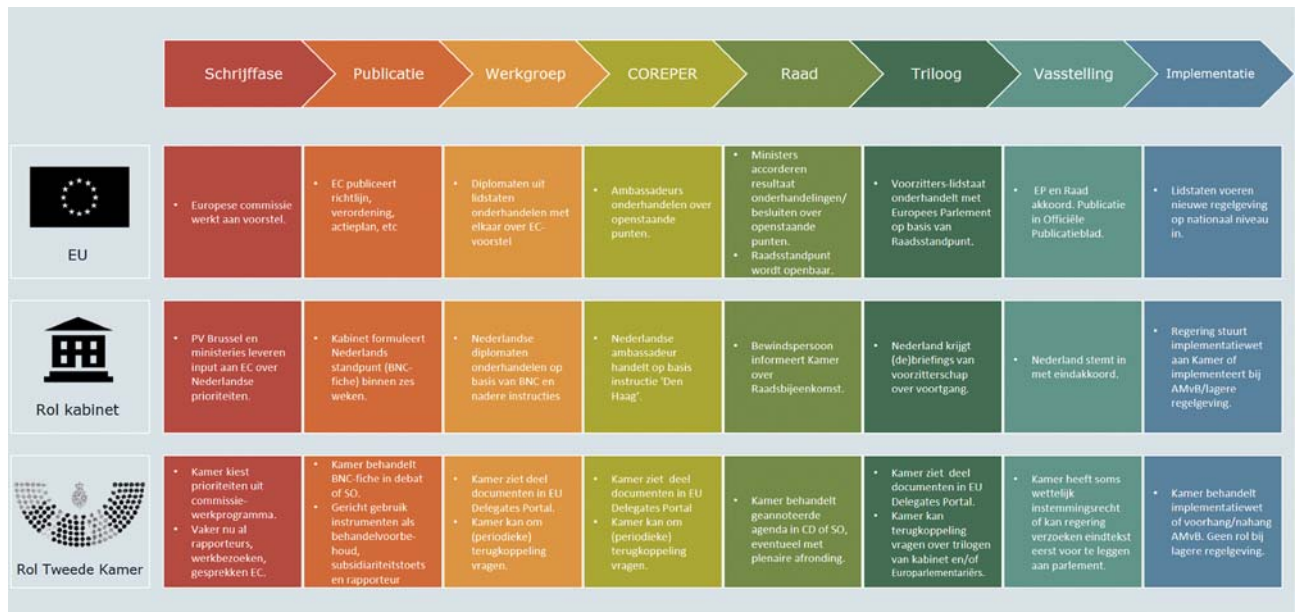 Schrijffase
Publicatie
Werkgroep
COREPER
Raad
Triloog
Vasstelling
Implementatie
EU
• Europese commissie
werkt aan voorstel.
• EC publiceert
richtlijn,
verordening,
actieplan, etc
• Diplomaten uit
lidstaten
onderhandelen met
elkaar over EC-
voorstel
• Ambassadeurs
onderhandelen over
openstaande
punten.
• Ministers
accorderen
resultaat
onderhandelingen/
besluiten over
openstaande
punten.
• Raadsstandpunt
wordt openbaar.
• Voorzitters-lidstaat
onderhandelt met
Europees Parlement
op basis van
Raadsstandpunt.
• EP en Raad
akkoord. Publicatie
in Officiële
Publicatieblad.
• Lidstaten voeren
nieuwe regelgeving
op nationaal niveau
in.
Rol kabinet
• PV Brussel en
ministeries leveren
input aan EC over
Nederlandse
prioriteiten.
• Kabinet formuleert
Nederlands
standpunt (BNC-
fiche) binnen zes
weken.
• Nederlandse
diplomaten
onderhandelen op
basis van BNC en
nadere instructies
• Nederlandse
ambassadeur
handelt op basis
instructie 'Den
Haag'.
• Bewindspersoon
informeert Kamer
over
Raadsbijeenkomst.
• Nederland krijgt
(de)briefings van
voorzitterschap
over voortgang.
• Nederland stemt in
met eindakkoord.
• Regering stuurt
implementatiewet
aan Kamer of
implementeert bij
AMvB/lagere
regelgeving.
Rol Tweede Kamer
• Kamer kiest
prioriteiten uit
commissie-
werkprogramma.
• Vaker nu al
rapporteurs,
werkbezoeken,
gesprekken EC.
• Kamer behandelt
BNC-fiche in debat
of SO.
• Gericht gebruik
instrumenten als
behandelvoorbe-
houd,
subsidiariteitstoets
en rapporteur
• Kamer ziet deel
documenten in EU
Delegates Portal.
• Kamer kan om
(periodieke)
terugkoppeling
vragen.
• Kamer ziet deel
documenten in EU
Delegates Portal
• Kamer kan om
(periodieke)
terugkoppeling
vragen.
• Kamer behandelt
geannoteerde
agenda in CD of SO,
eventueel met
plenaire afronding.
• Kamer ziet deel
documenten in EU
Delegates Portal.
• Kamer kan
terugkoppeling
vragen over trilogen
van kabinet en/of
Europarlementariërs.
• Kamer heeft soms
wettelijk
instemmingsrecht
of kan regering
verzoeken eindtekst
eerst voor te leggen
aan parlement.
• Kamer behandelt
implementatiewet
of voorhang/nahang
AMvB. Geen rol bij
lagere regelgeving.